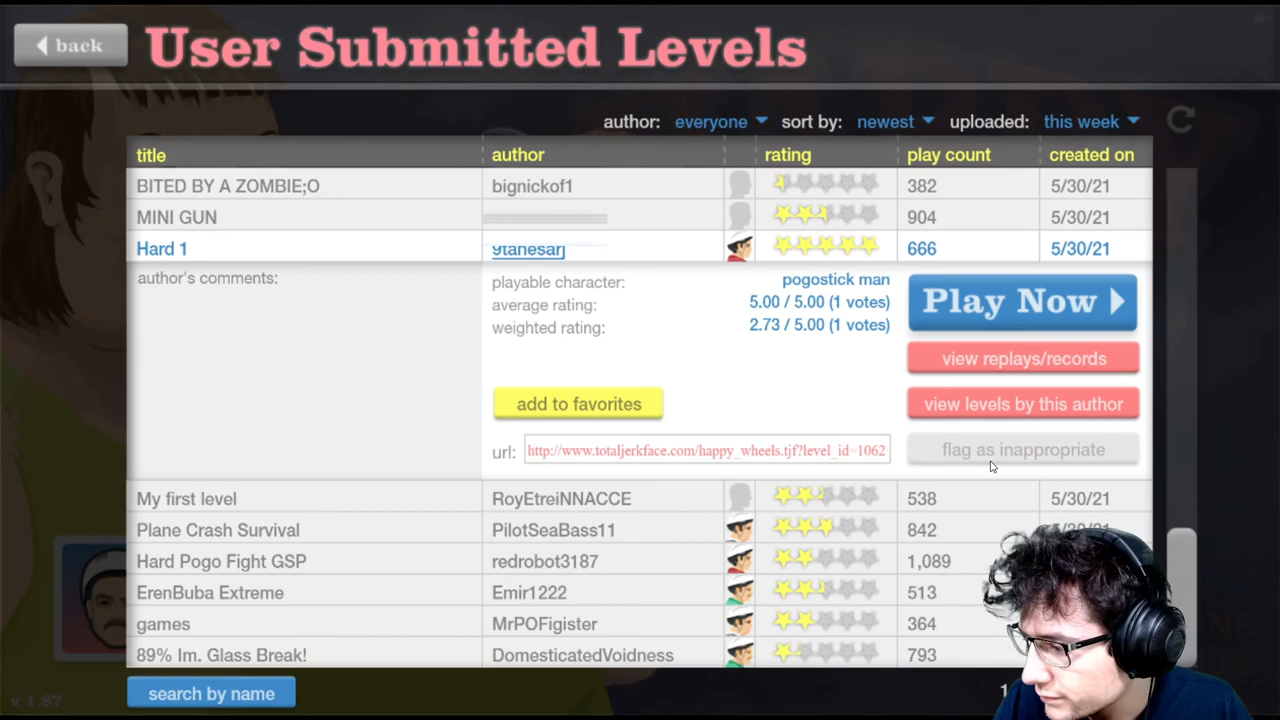 back
User Submitted Levels
author: everyone sort by: newest uploaded: this week
title author rating play count created on
BITED BY A ZOMBIE;O bignickof1 382 5/30/21
MINI GUN 904 5/30/21
Hard 1 9tanesarj 666 5/30/21
author's comments:
playable character: pogostick man
average rating: 5.00 / 5.00 (1 votes)
weighted rating: 2.73 / 5.00 (1 votes)
Play Now
view replays/records
add to favorites
view levels by this author
url: http://www.totaljerkface.com/happy_wheels.tjf?level_id=1062
flag as inappropriate
My first level RoyEtreiNNACCE 538 5/30/21
Plane Crash Survival PilotSeaBass11 842 5/30/21
Hard Pogo Fight GSP redrobot3187 1,089
ErenBuba Extreme Emir1222 513
games MrPOFigister 364
89% Im. Glass Break! DomesticatedVoidness 793
search by name
v 1.87